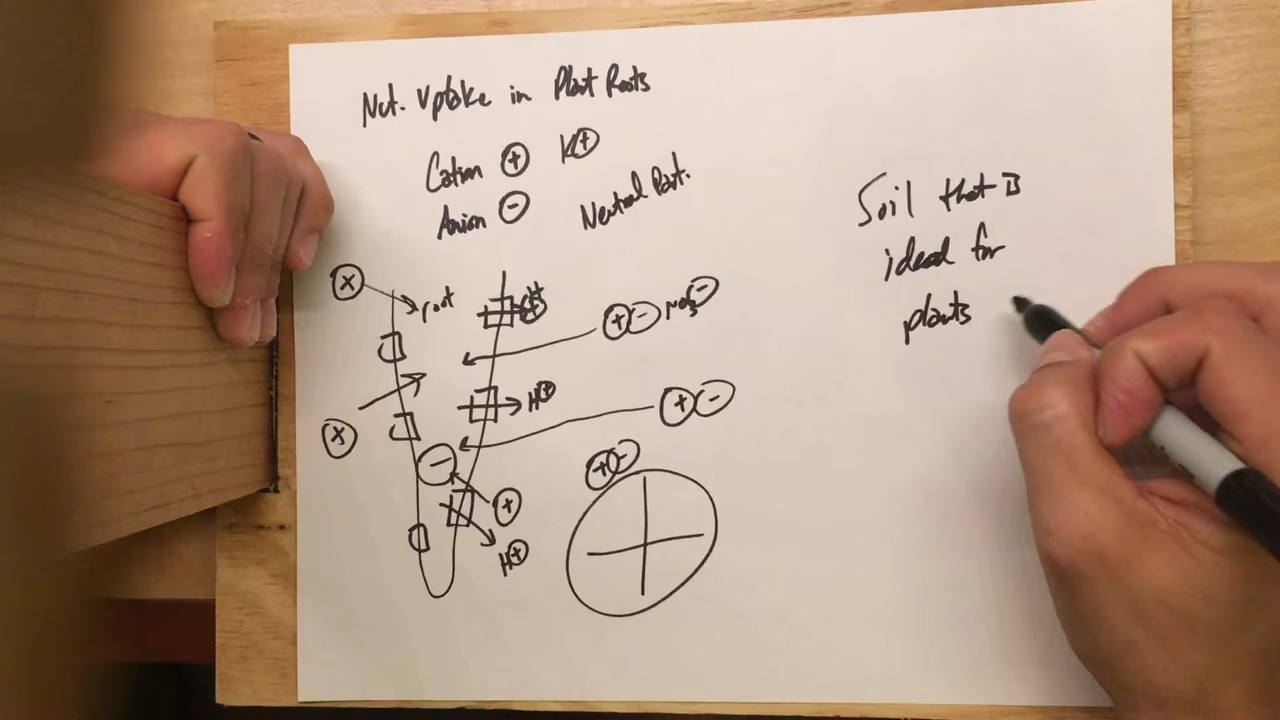 Nut. Uptake in Plant Roots
Cation + K+
Anion -
Neutral Part.
Soil that is
ideal for
plants
X
root
H+
+ - NO3-
X
H+
+ -
-
+
H+
+ -
+